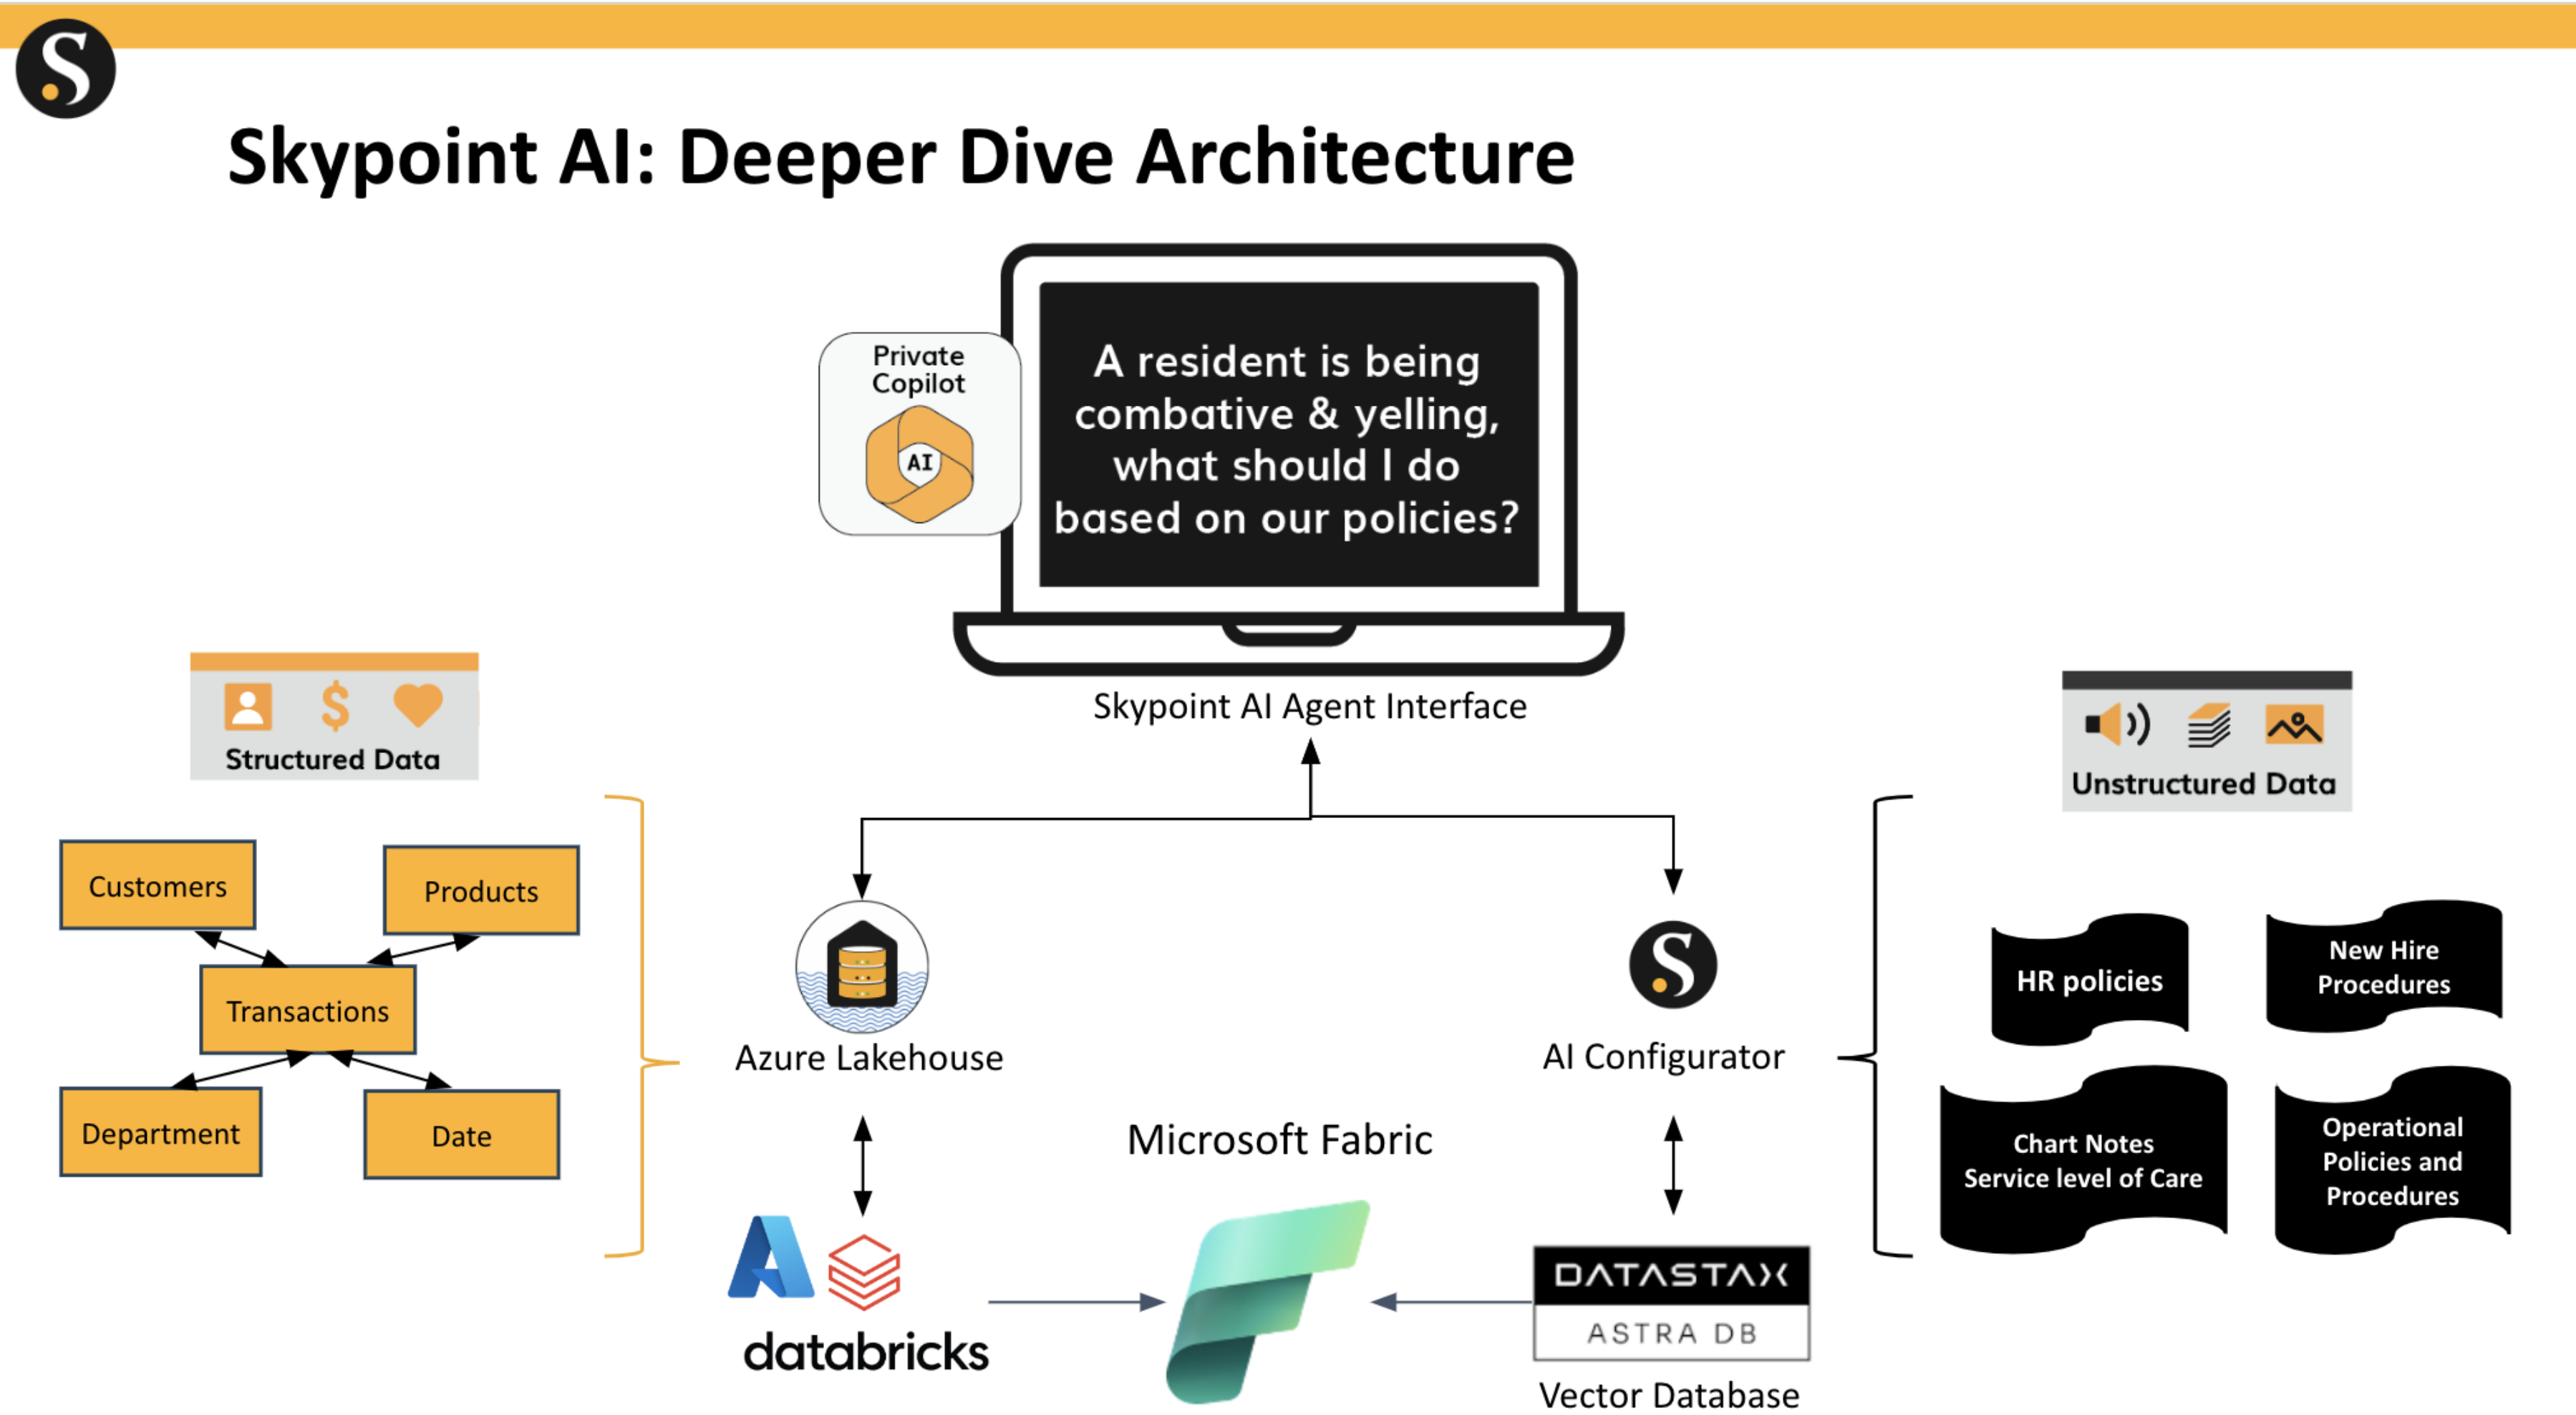 S
Skypoint AI: Deeper Dive Architecture
Private
Copilot
AI
A resident is being
combative & yelling,
what should I do
based on our policies?
Skypoint AI Agent Interface
Structured Data
Customers
Products
Transactions
Department
Date
Azure Lakehouse
databricks
Microsoft Fabric
S
AI Configurator
DATASTAX
ASTRA DB
Vector Database
Unstructured Data
HR policies
New Hire
Procedures
Chart Notes
Service level of Care
Operational
Policies and
Procedures